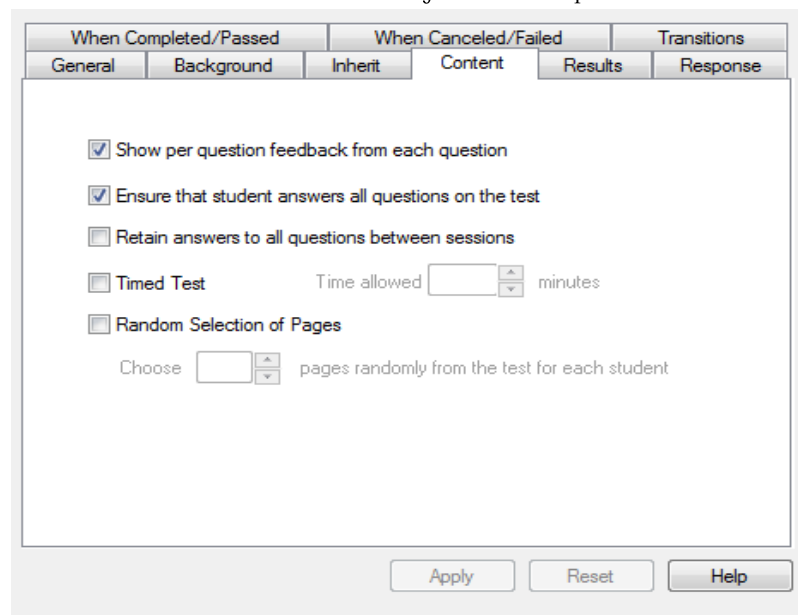 When Completed/Passed When Canceled/Failed Transitions
General Background Inherit Content Results Response
Show per question feedback from each question
Ensure that student answers all questions on the test
Retain answers to all questions between sessions
Timed Test Time allowed minutes
Random Selection of Pages
Choose pages randomly from the test for each student
Apply Reset Help